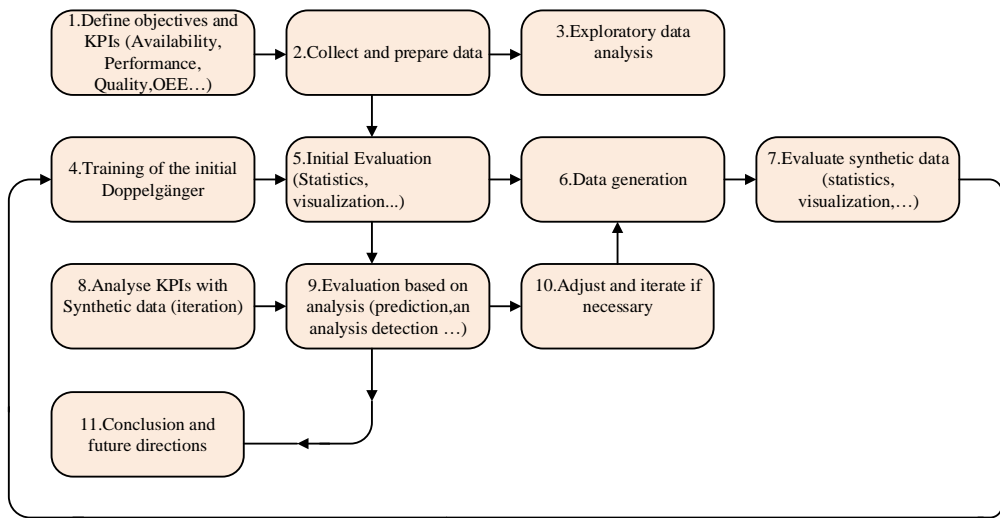 1.Define objectives and
KPIs (Availability,
Performance,
Quality,OEE…)
2.Collect and prepare data
3.Exploratory data
analysis
4.Training of the initial
Doppelgänger
5.Initial Evaluation
(Statistics,
visualization...)
6.Data generation
7.Evaluate synthetic data
(statistics,
visualization,…)
8.Analyse KPIs with
Synthetic data (iteration)
9.Evaluation based on
analysis (prediction,an
analysis detection …)
10.Adjust and iterate if
necessary
11.Conclusion and
future directions